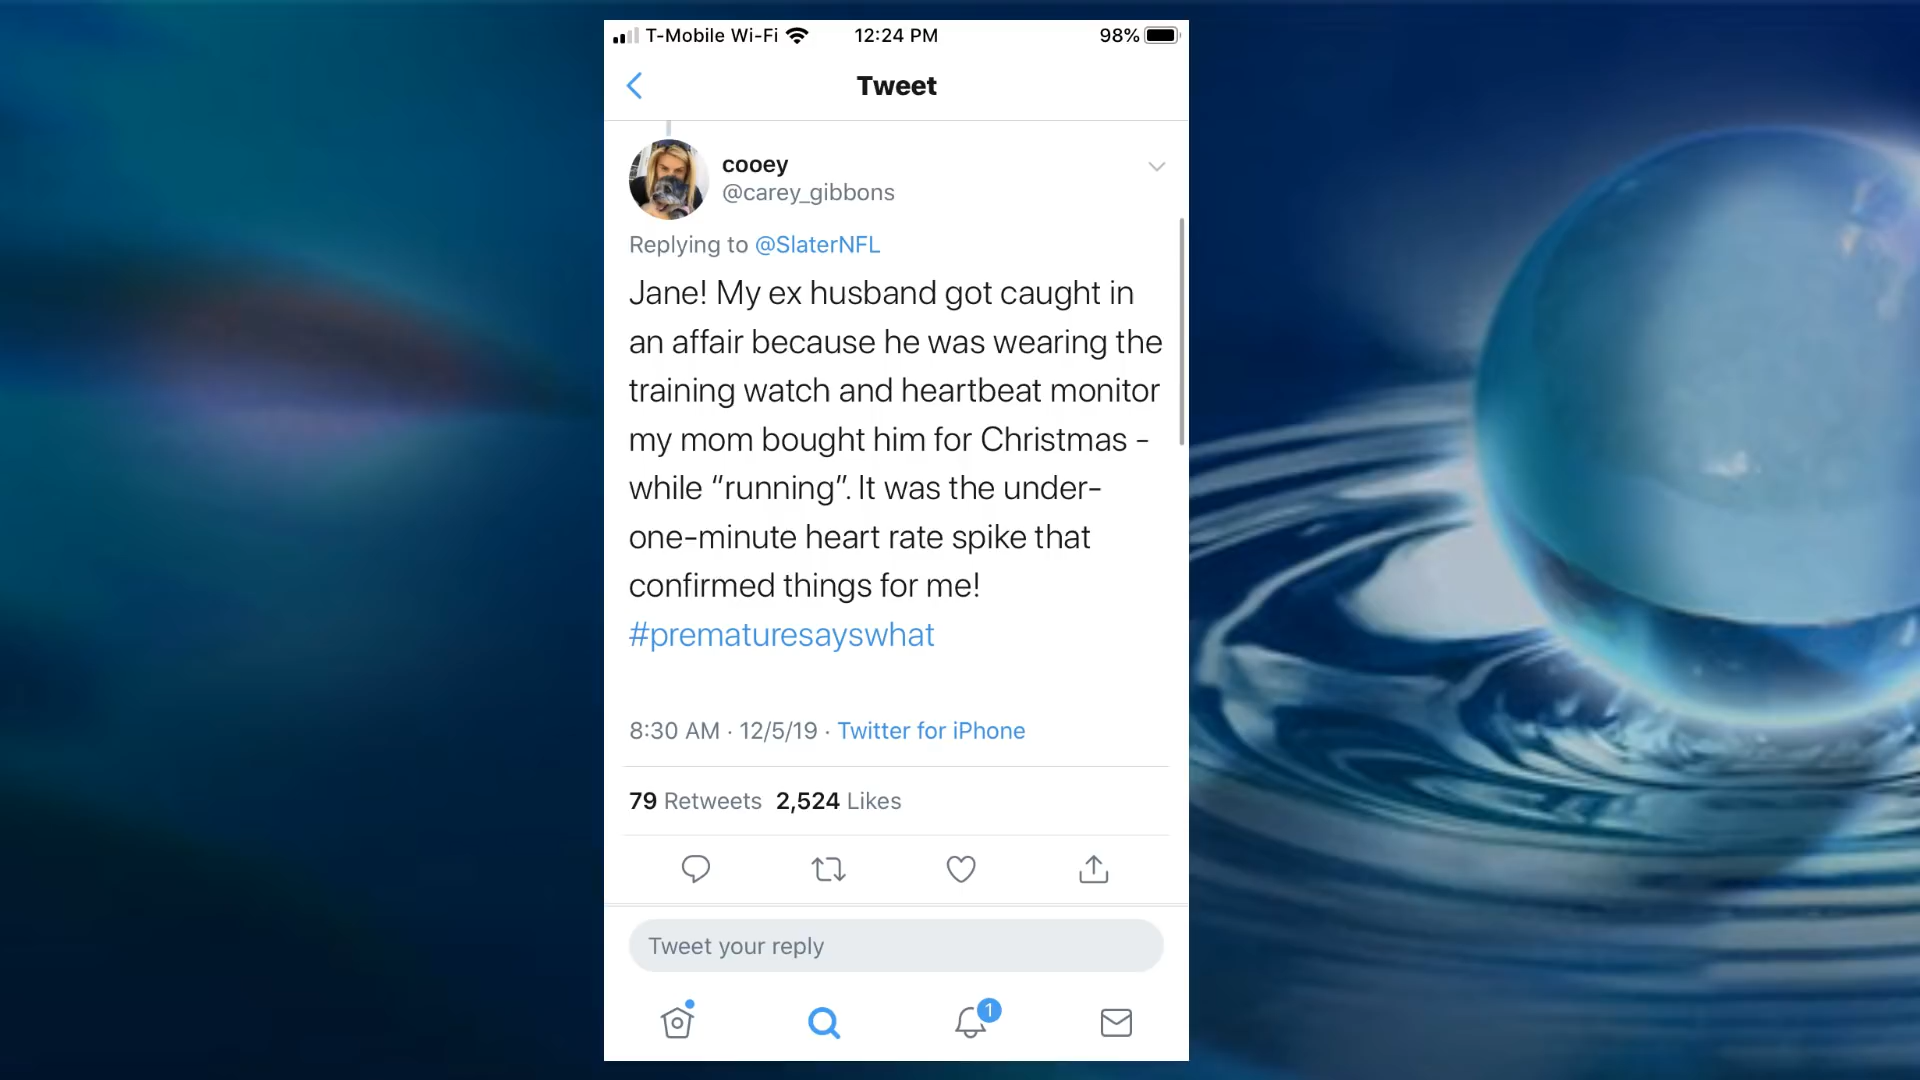 T-Mobile Wi-Fi 12:24 PM 98%
Tweet
cooey
@carey_gibbons
Replying to @SlaterNFL
Jane! My ex husband got caught in
an affair because he was wearing the
training watch and heartbeat monitor
my mom bought him for Christmas -
while “running”. It was the under-
one-minute heart rate spike that
confirmed things for me!
#prematuresayswhat
8:30 AM · 12/5/19 · Twitter for iPhone
79 Retweets 2,524 Likes
Tweet your reply
1